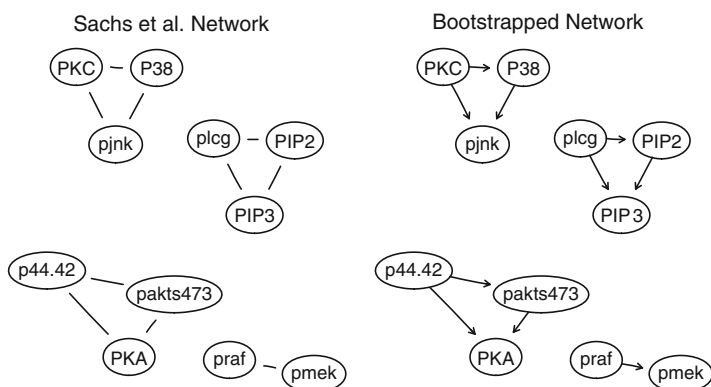 Sachs et al. Network
PKC
P38
pjnk
plcg
PIP2
PIP3
p44.42
pakts473
PKA
praf
pmek
Bootstrapped Network
PKC
P38
pjnk
plcg
PIP2
PIP3
p44.42
pakts473
PKA
praf
pmek